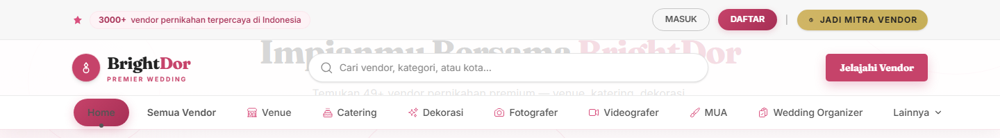 3000+ vendor pernikahan terpercaya di Indonesia
MASUK
DAFTAR
|
JADI MITRA VENDOR
Impianmu Bersama BrightDor
BrightDor
PREMIER WEDDING
Cari vendor, kategori, atau kota...
Jelajahi Vendor
Temukan 49+ vendor pernikahan premium — venue, katering, dekorasi
Home
Semua Vendor
Venue
Catering
Dekorasi
Fotografer
Videografer
MUA
Wedding Organizer
Lainnya